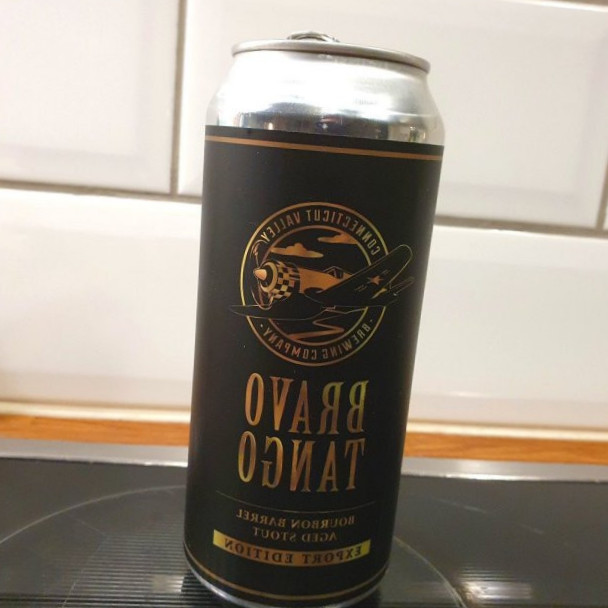 CONNECTICUT VALLEY
BREWING COMPANY
BRAVO
TANGO
BOURBON BARREL
AGED STOUT
EXPORT EDITION